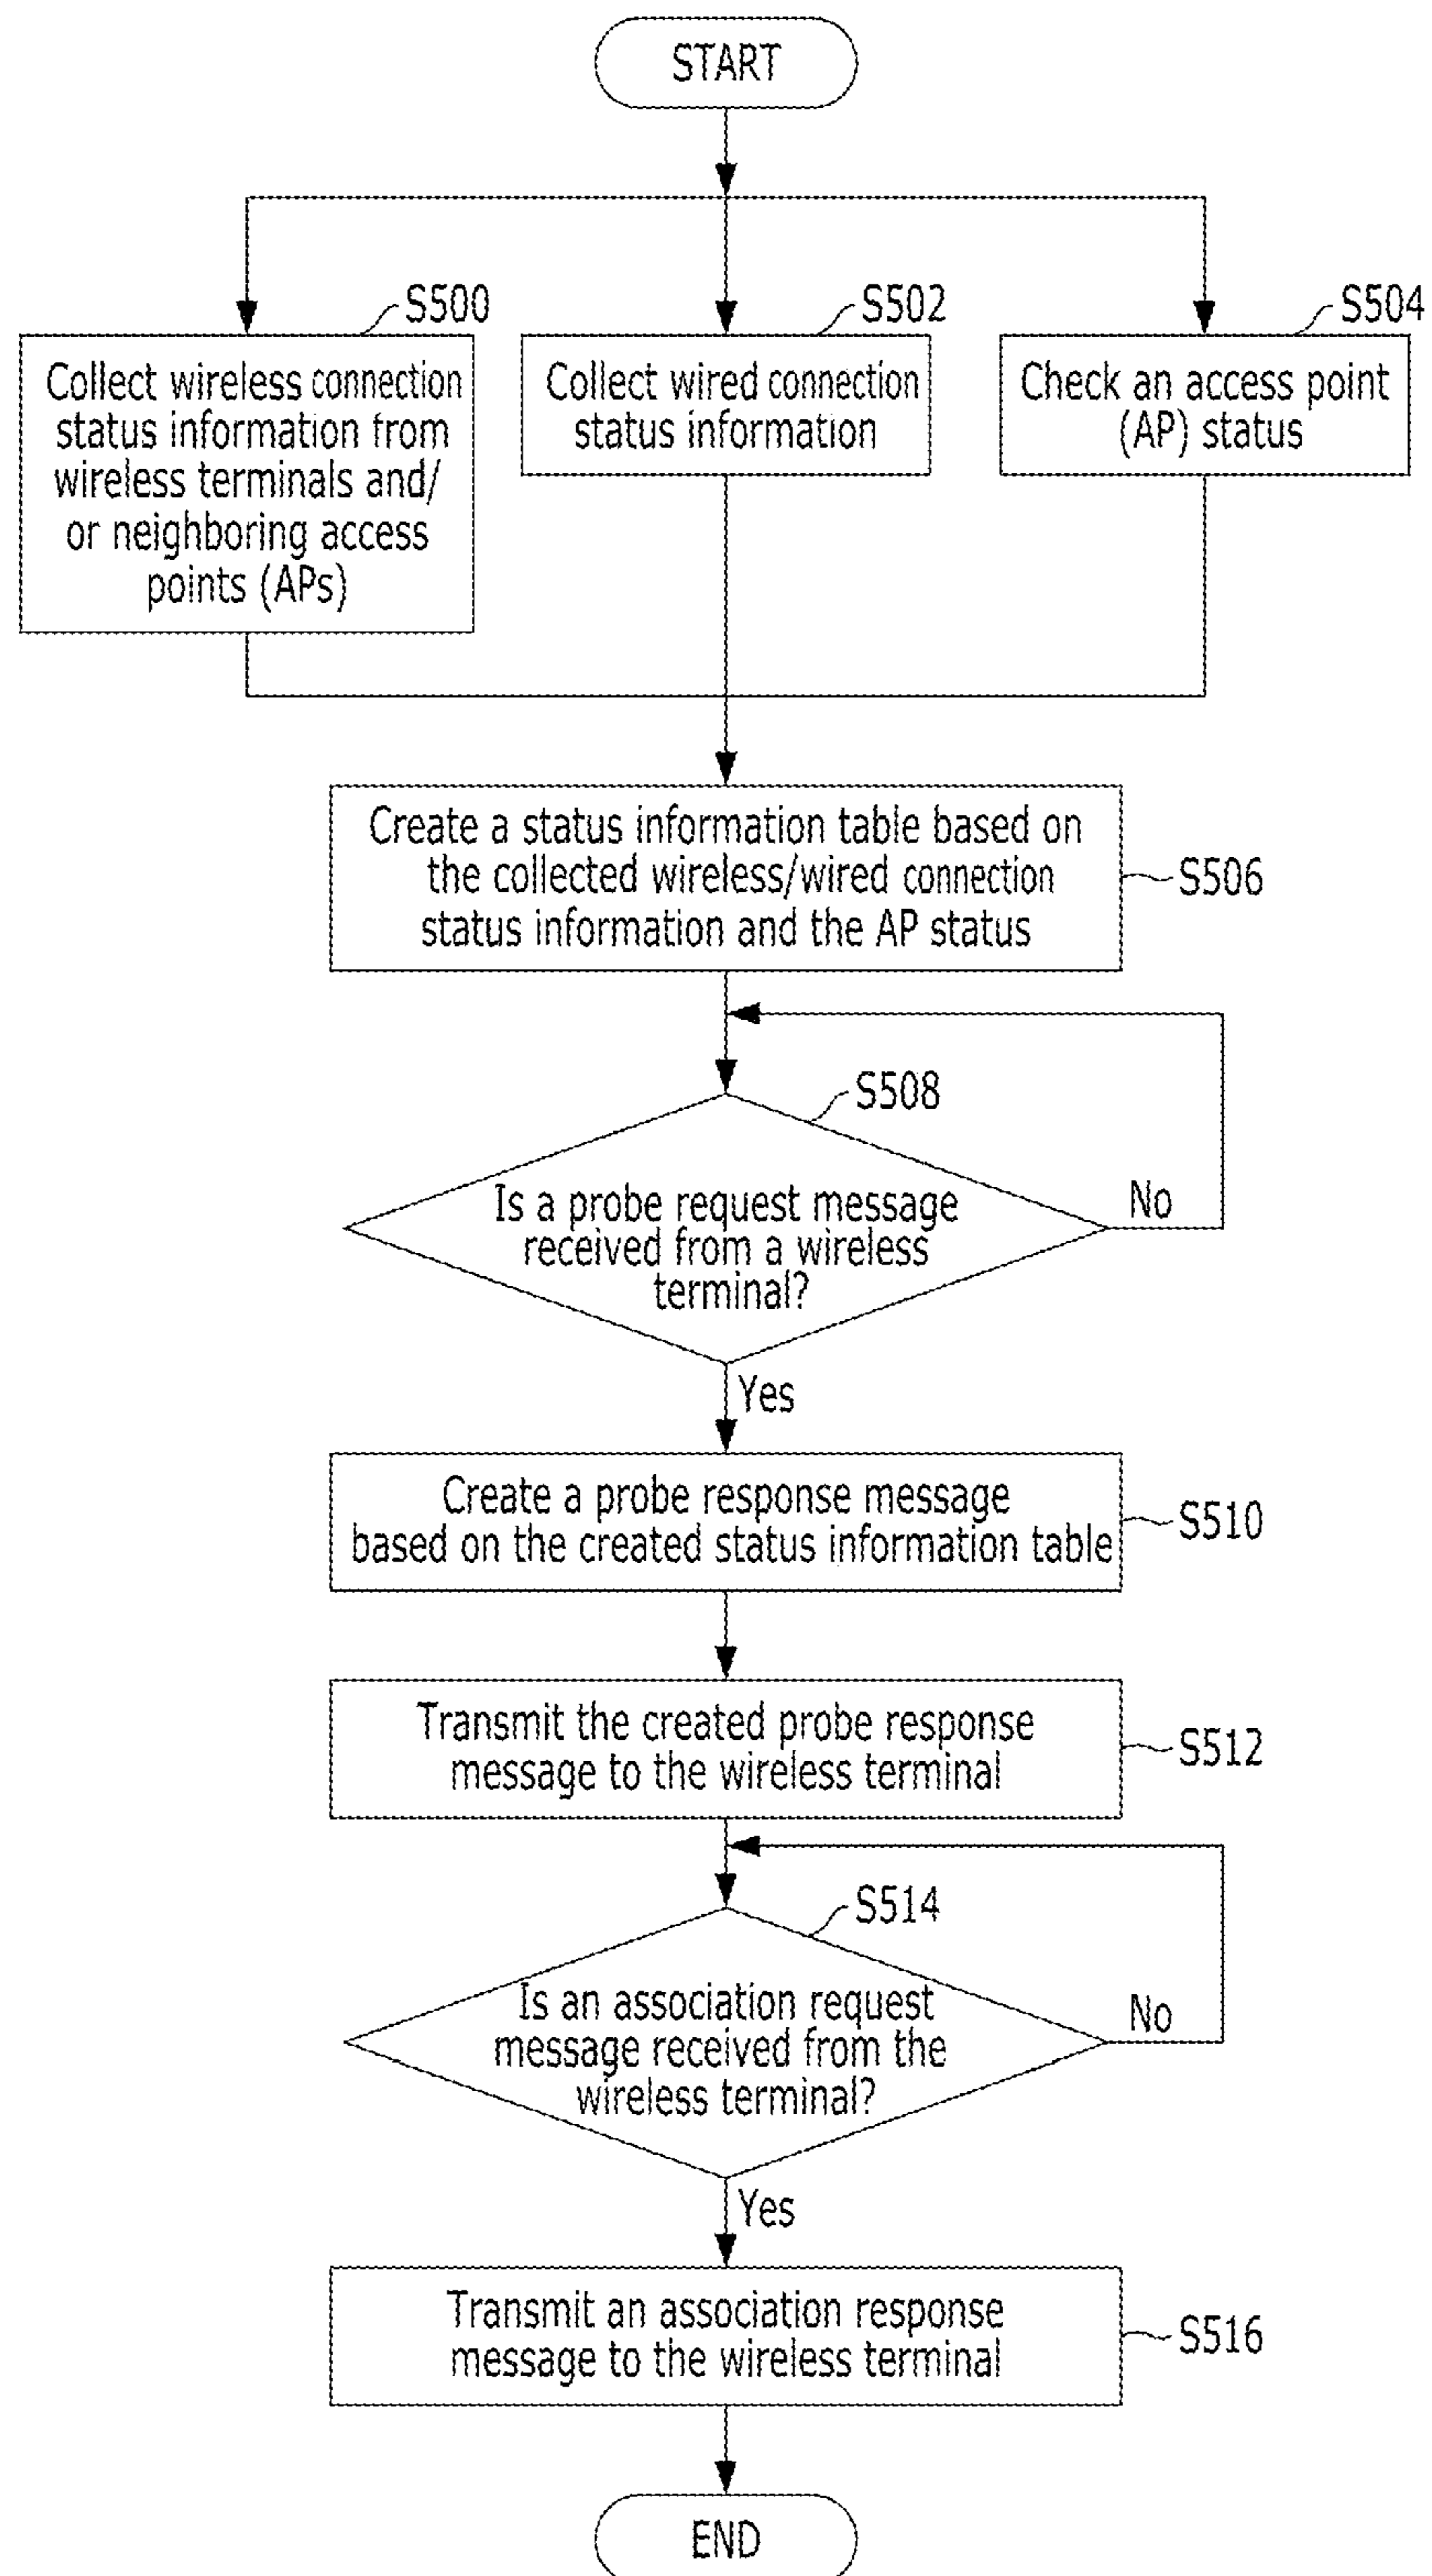 START
S500
S502
S504
Collect wireless connection
status information from
wireless terminals and/
or neighboring access
points (APs)
Collect wired connection
status information
Check an access point
(AP) status
Create a status information table based on
the collected wireless/wired connection
status information and the AP status
S506
S508
Is a probe request message
received from a wireless
terminal?
No
Yes
Create a probe response message
based on the created status information table
S510
Transmit the created probe response
message to the wireless terminal
S512
S514
Is an association request
message received from the
wireless terminal?
No
Yes
Transmit an association response
message to the wireless terminal
S516
END